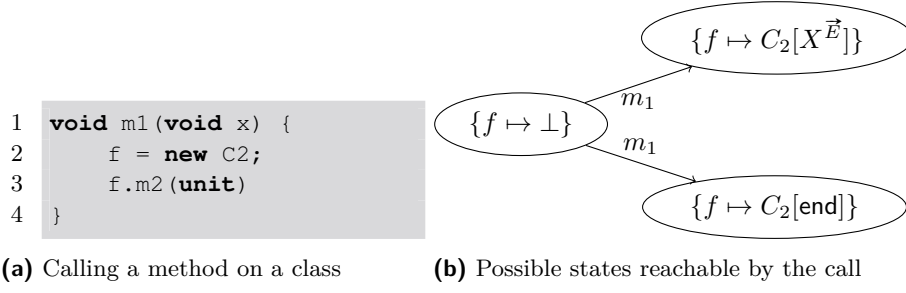 1 void m1(void x) {
2 f = new C2;
3 f.m2(unit)
4 }
(a) Calling a method on a class
{f ↦ C₂[X^{\vec{E}}]}
m₁
{f ↦ ⊥}
m₁
{f ↦ C₂[end]}
(b) Possible states reachable by the call